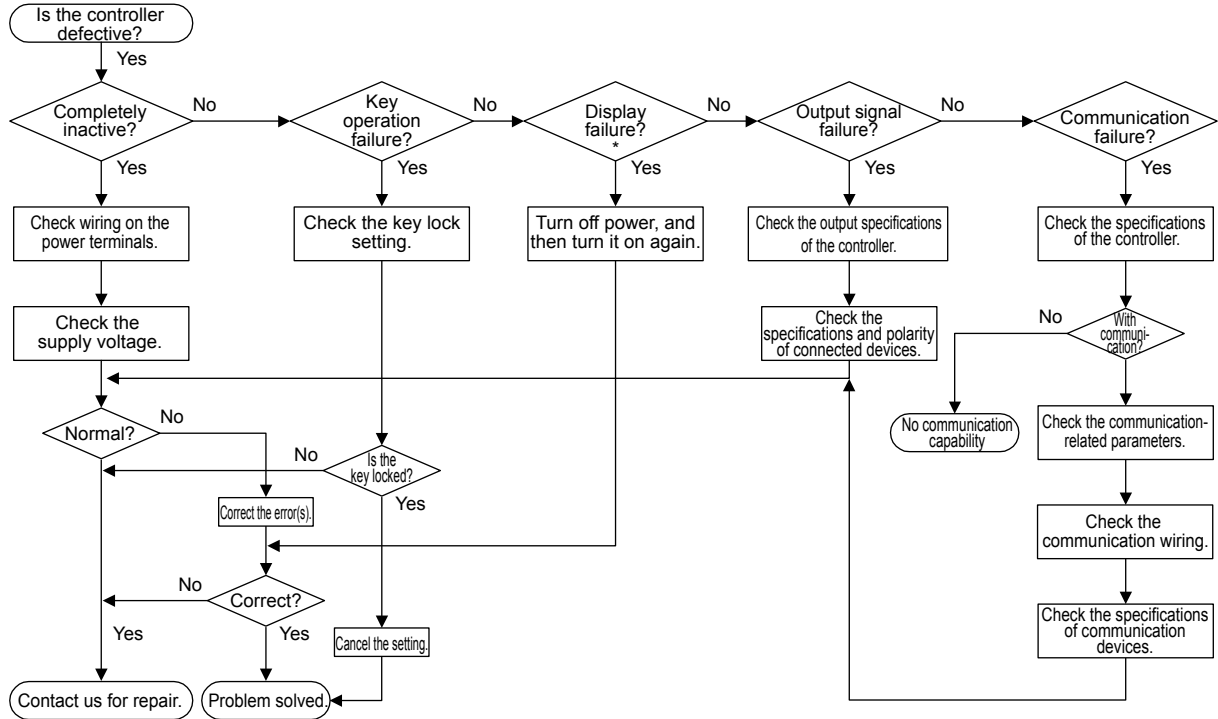 Is the controller
defective?
Yes
Completely
inactive?
No
Key
operation
failure?
No
Display
failure?
*
No
Output signal
failure?
No
Communication
failure?
Yes
Yes
Yes
Yes
Yes
Check wiring on the
power terminals.
Check the key lock
setting.
Turn off power, and
then turn it on again.
Check the output specifications
of the controller.
Check the specifications
of the controller.
Check the
supply voltage.
Check the
specifications and polarity
of connected devices.
No
With
communi-
cation?
Normal?
No
No communication
capability
Check the communication-
related parameters.
No
Is the
key locked?
Yes
Correct the error(s).
Check the
communication wiring.
No
Correct?
Yes
Yes
Cancel the setting.
Check the specifications
of communication
devices.
Contact us for repair.
Problem solved.